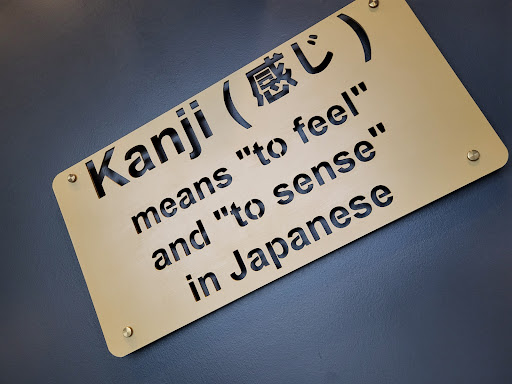 Kanji (感じ)
means "to feel"
and "to sense"
in Japanese